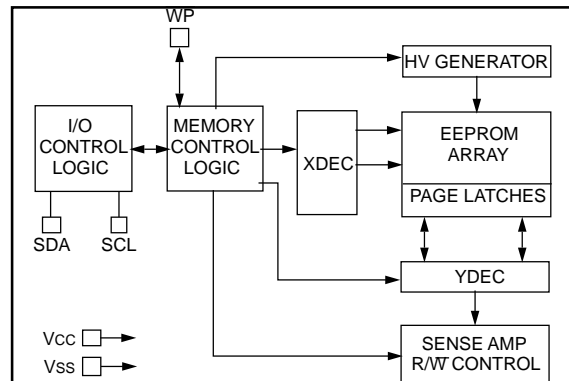 WP
HV GENERATOR
I/O
CONTROL
LOGIC
MEMORY
CONTROL
LOGIC
XDEC
EEPROM
ARRAY
PAGE LATCHES
SDA
SCL
YDEC
VCC
VSS
SENSE AMP
R/W̅ CONTROL